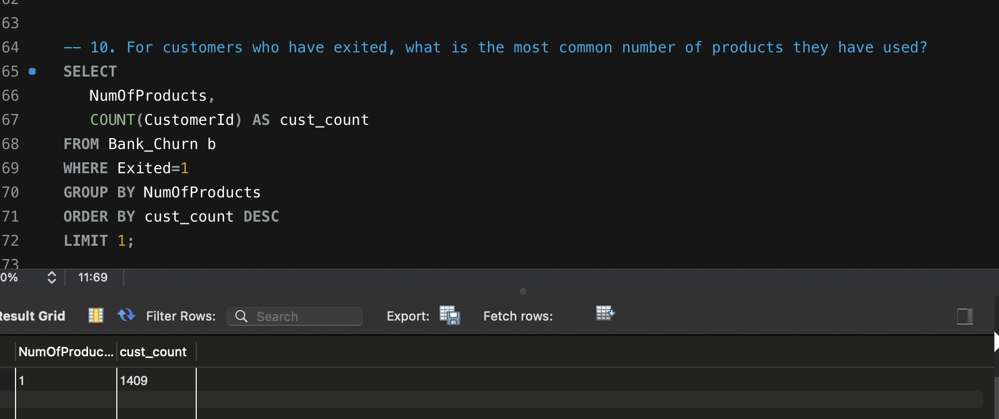 62
63
64 -- 10. For customers who have exited, what is the most common number of products they have used?
65 SELECT
66 NumOfProducts,
67 COUNT(CustomerId) AS cust_count
68 FROM Bank_Churn b
69 WHERE Exited=1
70 GROUP BY NumOfProducts
71 ORDER BY cust_count DESC
72 LIMIT 1;
73
0% 11:69
Result Grid Filter Rows: Search Export: Fetch rows:
NumOfProduc... cust_count
1 1409